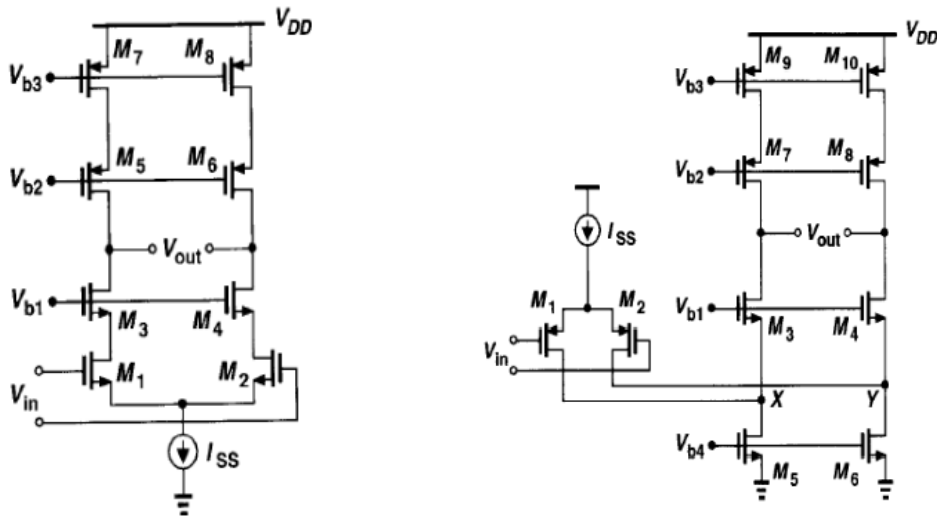 V_DD
M_7 M_8
V_b3
M_5 M_6
V_b2
V_out
V_b1
M_3 M_4
M_1 M_2
V_in
I_SS
V_DD
M_9 M_10
V_b3
M_7 M_8
V_b2
I_SS
V_out
M_1 M_2
V_b1
M_3 M_4
V_in
X Y
V_b4
M_5 M_6